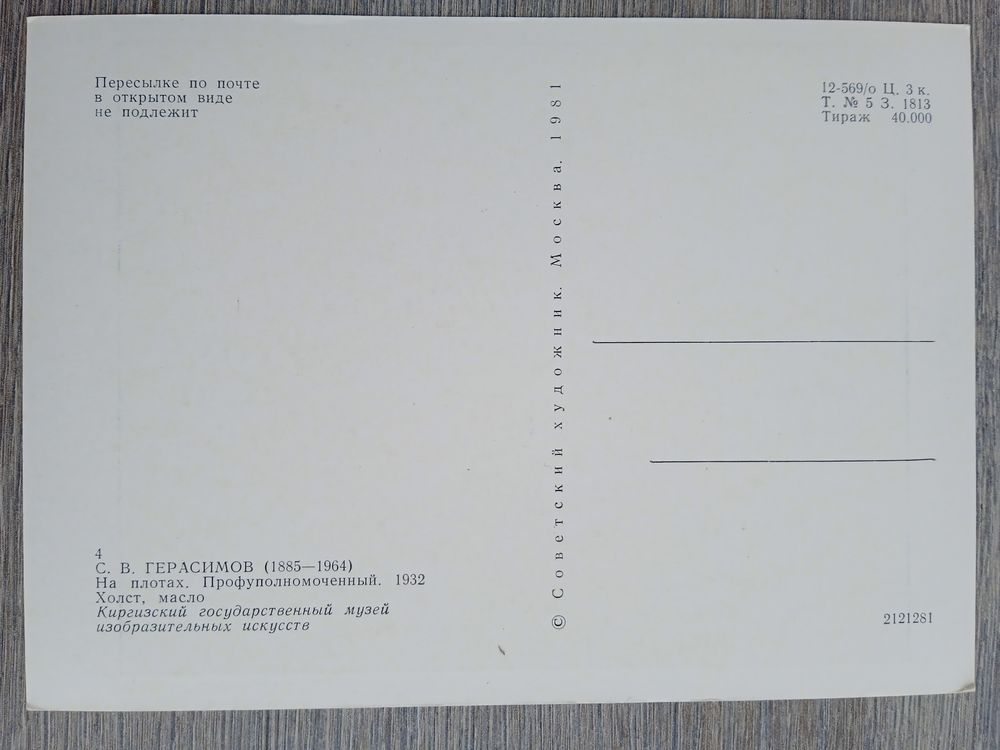 Пересылке по почте
в открытом виде
не подлежит
4
С. В. ГЕРАСИМОВ (1885—1964)
На плотах. Профуполномоченный. 1932
Холст, масло
Киргизский государственный музей
изобразительных искусств
© Советский художник. Москва. 1981
12-569/о Ц. 3 к.
Т. № 5 З. 1813
Тираж 40.000
2121281